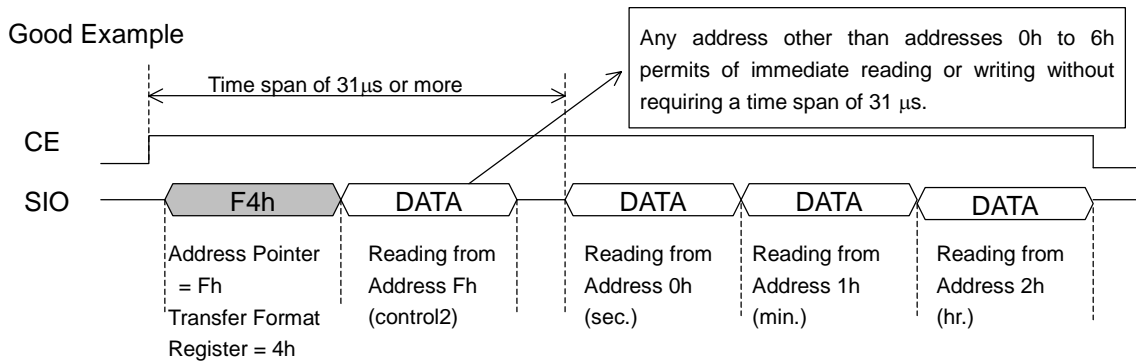 Good Example
Any address other than addresses 0h to 6h
permits of immediate reading or writing without
requiring a time span of 31 μs.
Time span of 31μs or more
CE
SIO
F4h
DATA
DATA
DATA
DATA
Address Pointer
= Fh
Transfer Format
Register = 4h
Reading from
Address Fh
(control2)
Reading from
Address 0h
(sec.)
Reading from
Address 1h
(min.)
Reading from
Address 2h
(hr.)